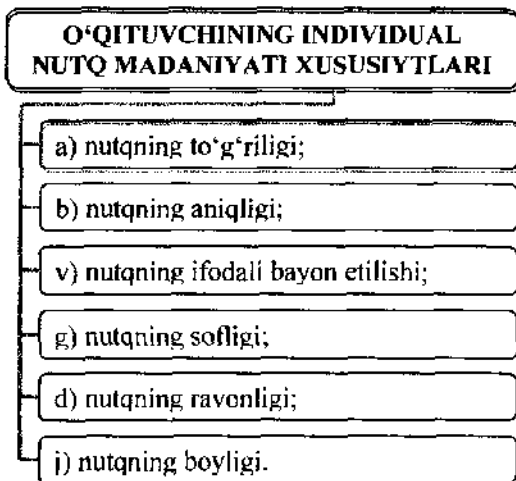 O‘QITUVCHINING INDIVIDUAL
NUTQ MADANIYATI XUSUSIYTLARI
a) nutqning to‘g‘riligi;
b) nutqning aniqligi;
v) nutqning ifodali bayon etilishi;
g) nutqning sofligi;
d) nutqning ravonligi;
j) nutqning boyligi.